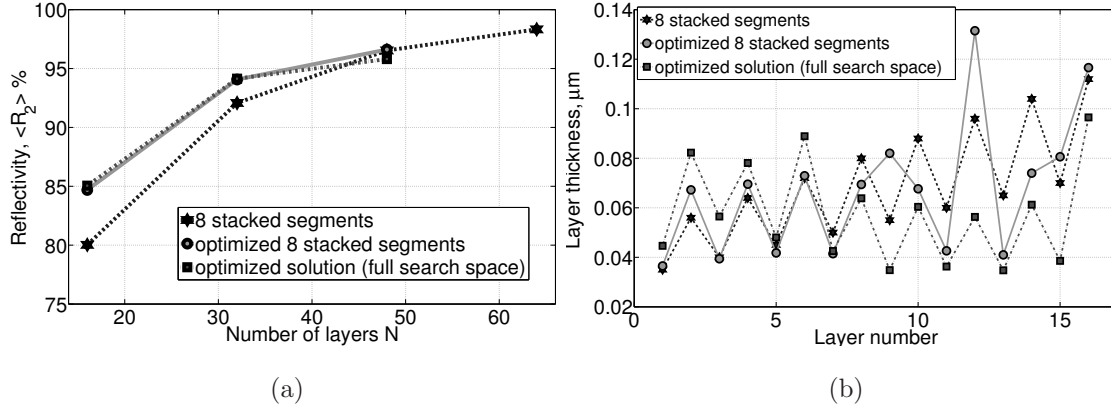 100
95
90
85
80
75
20
30
40
50
60
Reflectivity, <R_2> %
Number of layers N
8 stacked segments
optimized 8 stacked segments
optimized solution (full search space)
(a)
0.14
0.12
0.1
0.08
0.06
0.04
0.02
0
5
10
15
Layer thickness, μm
Layer number
8 stacked segments
optimized 8 stacked segments
optimized solution (full search space)
(b)